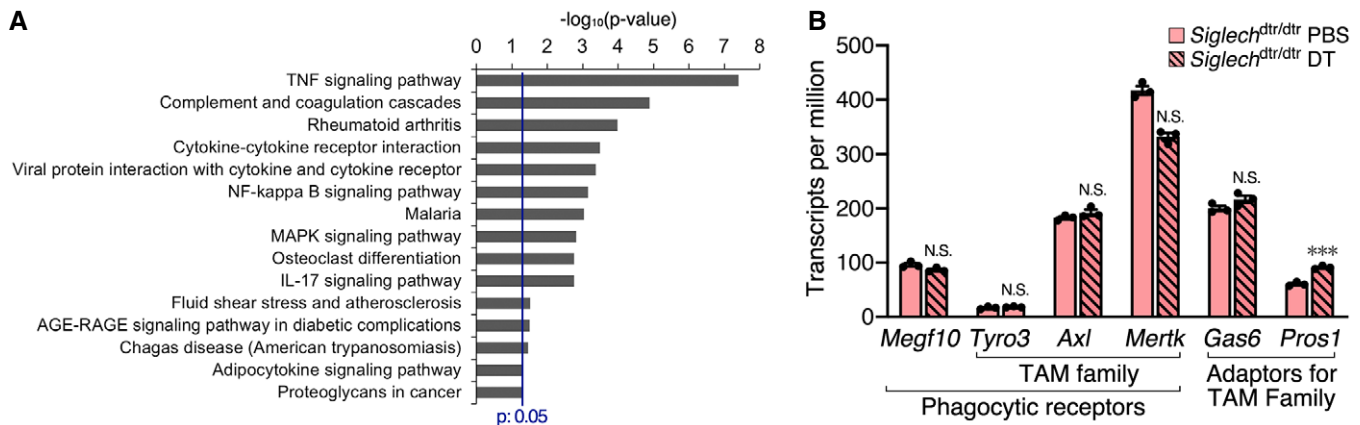 A
-log₁₀(p-value)
0 1 2 3 4 5 6 7 8
TNF signaling pathway
Complement and coagulation cascades
Rheumatoid arthritis
Cytokine-cytokine receptor interaction
Viral protein interaction with cytokine and cytokine receptor
NF-kappa B signaling pathway
Malaria
MAPK signaling pathway
Osteoclast differentiation
IL-17 signaling pathway
Fluid shear stress and atherosclerosis
AGE-RAGE signaling pathway in diabetic complications
Chagas disease (American trypanosomiasis)
Adipocytokine signaling pathway
Proteoglycans in cancer
p: 0.05
B
Siglech^dtr/dtr PBS
Siglech^dtr/dtr DT
Transcripts per million
500
400
300
200
100
0
N.S.
N.S.
N.S.
N.S.
N.S.
***
Megf10 Tyro3 Axl Mertk Gas6 Pros1
TAM family
Phagocytic receptors
Adaptors for
TAM Family